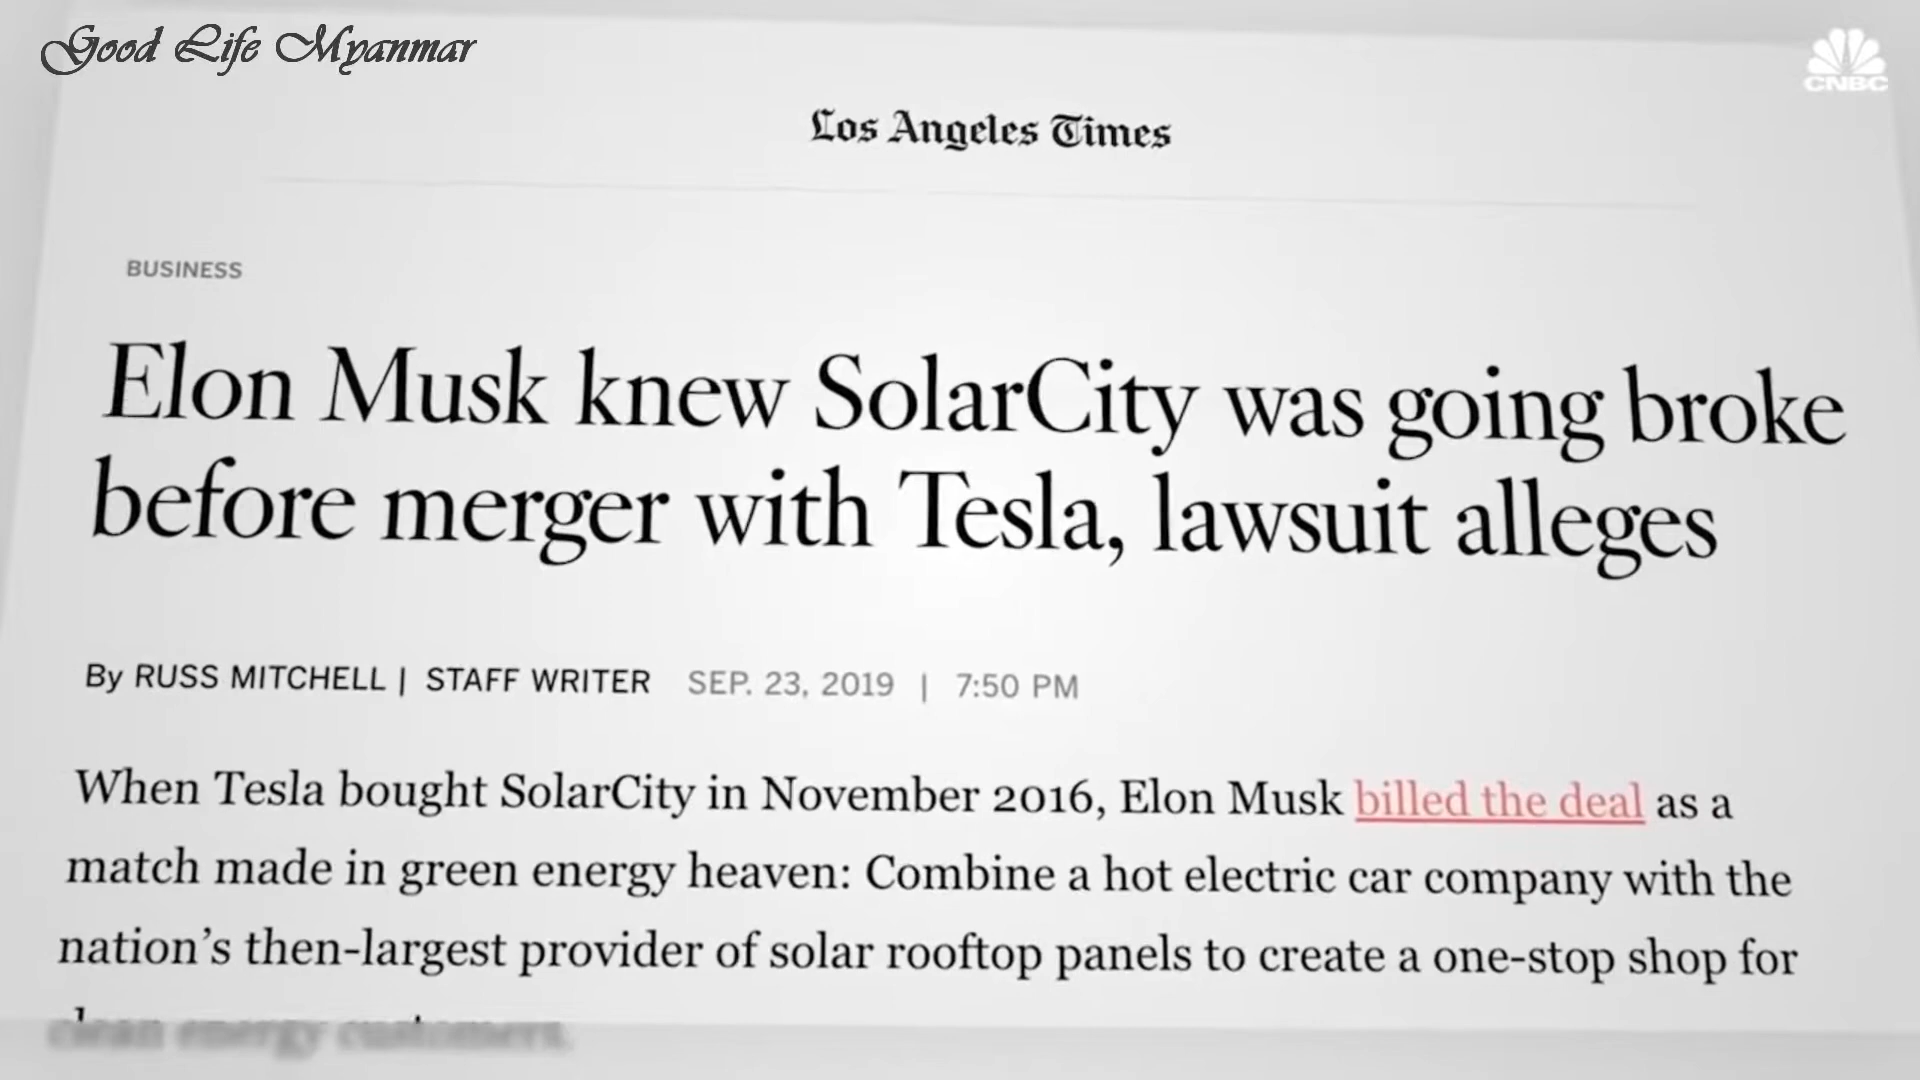 Good Life Myanmar
CNBC
Los Angeles Times
BUSINESS
Elon Musk knew SolarCity was going broke
before merger with Tesla, lawsuit alleges
By RUSS MITCHELL | STAFF WRITER SEP. 23, 2019 | 7:50 PM
When Tesla bought SolarCity in November 2016, Elon Musk billed the deal as a
match made in green energy heaven: Combine a hot electric car company with the
nation’s then-largest provider of solar rooftop panels to create a one-stop shop for
clean energy customers.